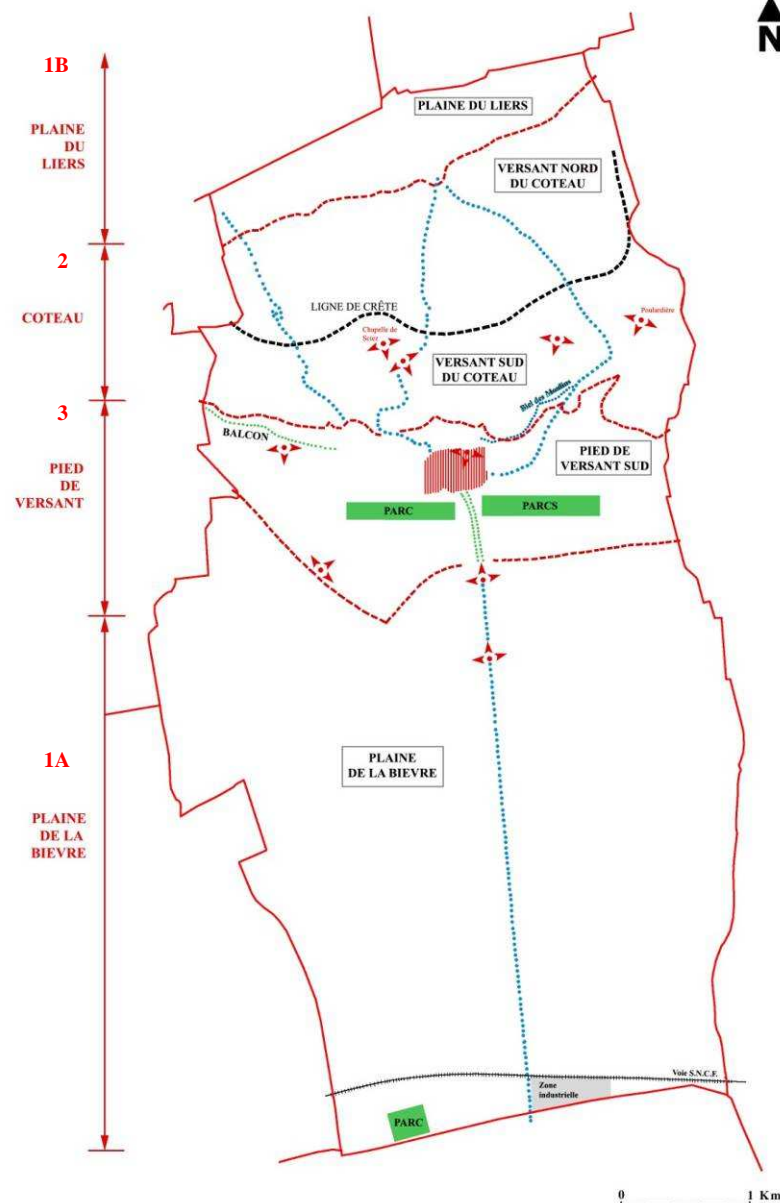 N
1B
PLAINE
DU
LIERS
PLAINE DU LIERS
VERSANT NORD
DU COTEAU
2
COTEAU
LIGNE DE CRÊTE
Chapelle de
Sciez
Poulardière
VERSANT SUD
DU COTEAU
Biel des Moulins
3
PIED
DE
VERSANT
BALCON
PIED DE
VERSANT SUD
PARC
PARCS
1A
PLAINE
DE LA
BIEVRE
PLAINE
DE LA BIEVRE
Voie S.N.C.F.
Zone
industrielle
PARC
0 1 Km